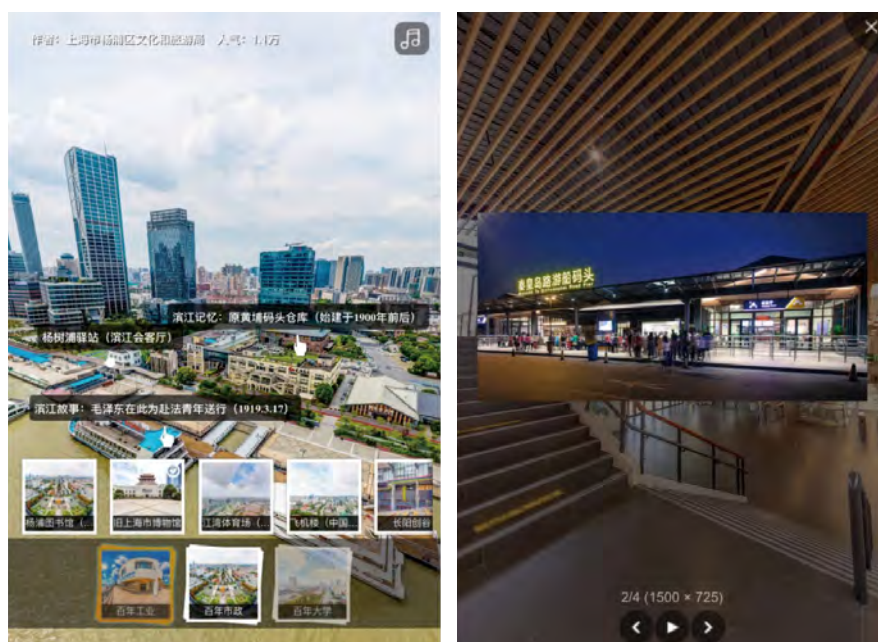 作者：上海市杨浦区文化和旅游局 人气：1.1万
滨江记忆：原黄埔码头仓库（始建于1900年前后）
杨树浦驿站（滨江会客厅）
滨江故事：毛泽东在此为赴法青年送行（1919.3.17）
杨浦图书馆（...
旧上海市博物馆
江湾体育场（...
飞机楼（中国...
长阳创谷
百年工业
百年市政
百年大学
秦皇岛路游船码头
2/4 (1500 × 725)